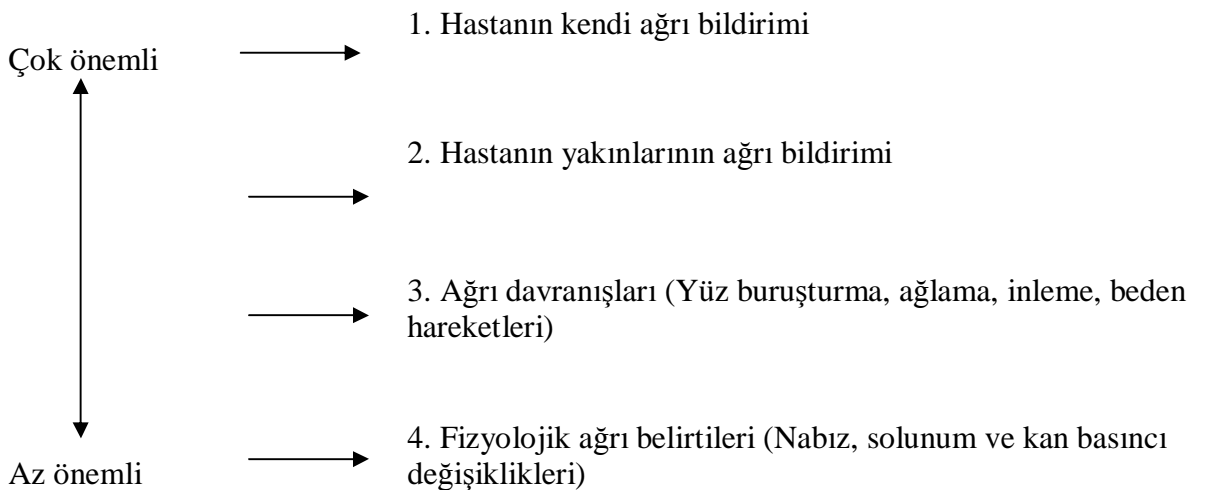 1. Hastanın kendi ağrı bildirimi
Çok önemli
2. Hastanın yakınlarının ağrı bildirimi
3. Ağrı davranışları (Yüz buruşturma, ağlama, inleme, beden
hareketleri)
4. Fizyolojik ağrı belirtileri (Nabız, solunum ve kan basıncı
Az önemli
değişiklikleri)